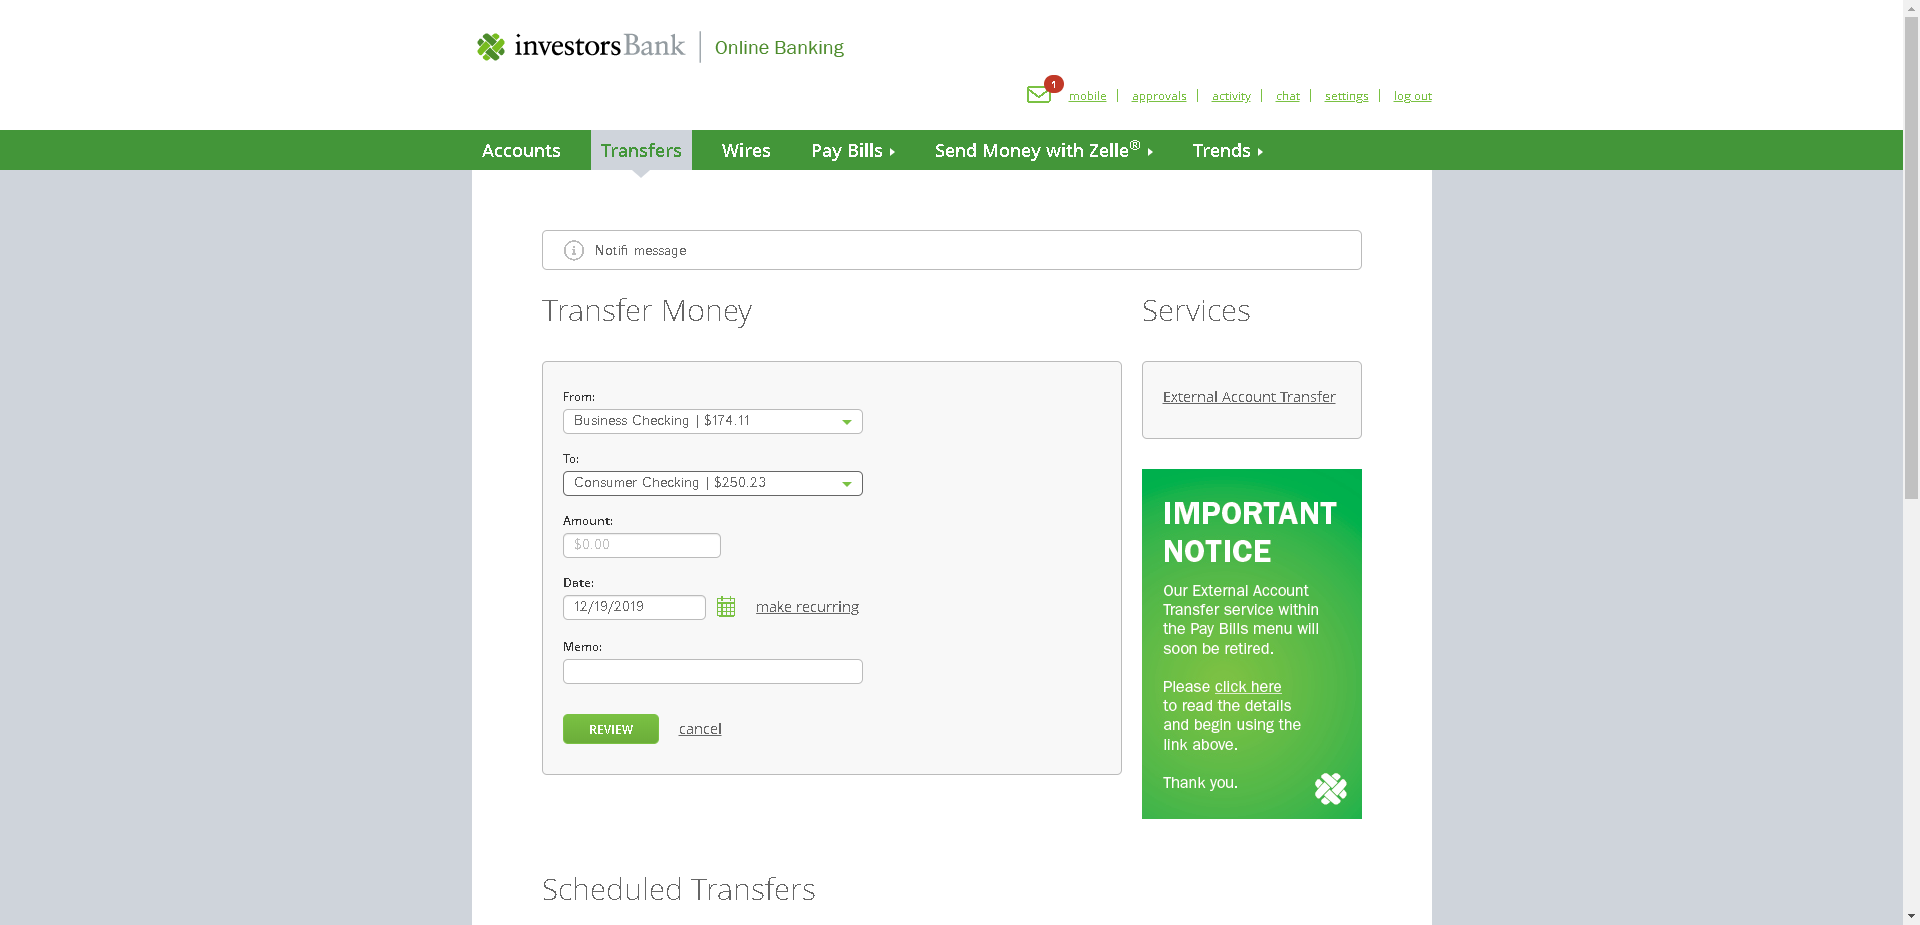 investorsBank Online Banking
1
mobile
approvals
activity
chat
settings
log out
Accounts
Transfers
Wires
Pay Bills
Send Money with Zelle®
Trends
Notifi message
Transfer Money
From:
Business Checking | $174.11
To:
Consumer Checking | $250.23
Amount:
$0.00
Date:
12/19/2019
make recurring
Memo:
REVIEW
cancel
Services
External Account Transfer
IMPORTANT
NOTICE
Our External Account
Transfer service within
the Pay Bills menu will
soon be retired.
Please click here
to read the details
and begin using the
link above.
Thank you.
Scheduled Transfers